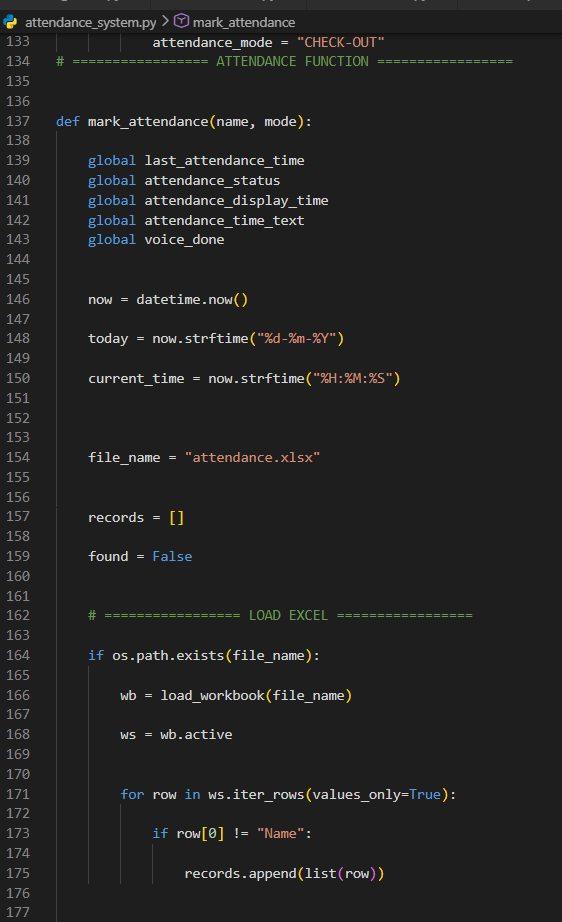 attendance_system.py > mark_attendance
133 attendance_mode = "CHECK-OUT"
134 # ================= ATTENDANCE FUNCTION =================
135
136
137 def mark_attendance(name, mode):
138
139 global last_attendance_time
140 global attendance_status
141 global attendance_display_time
142 global attendance_time_text
143 global voice_done
144
145
146 now = datetime.now()
147
148 today = now.strftime("%d-%m-%Y")
149
150 current_time = now.strftime("%H:%M:%S")
151
152
153
154 file_name = "attendance.xlsx"
155
156
157 records = []
158
159 found = False
160
161
162 # ================= LOAD EXCEL =================
163
164 if os.path.exists(file_name):
165
166 wb = load_workbook(file_name)
167
168 ws = wb.active
169
170
171 for row in ws.iter_rows(values_only=True):
172
173 if row[0] != "Name":
174
175 records.append(list(row))
176
177